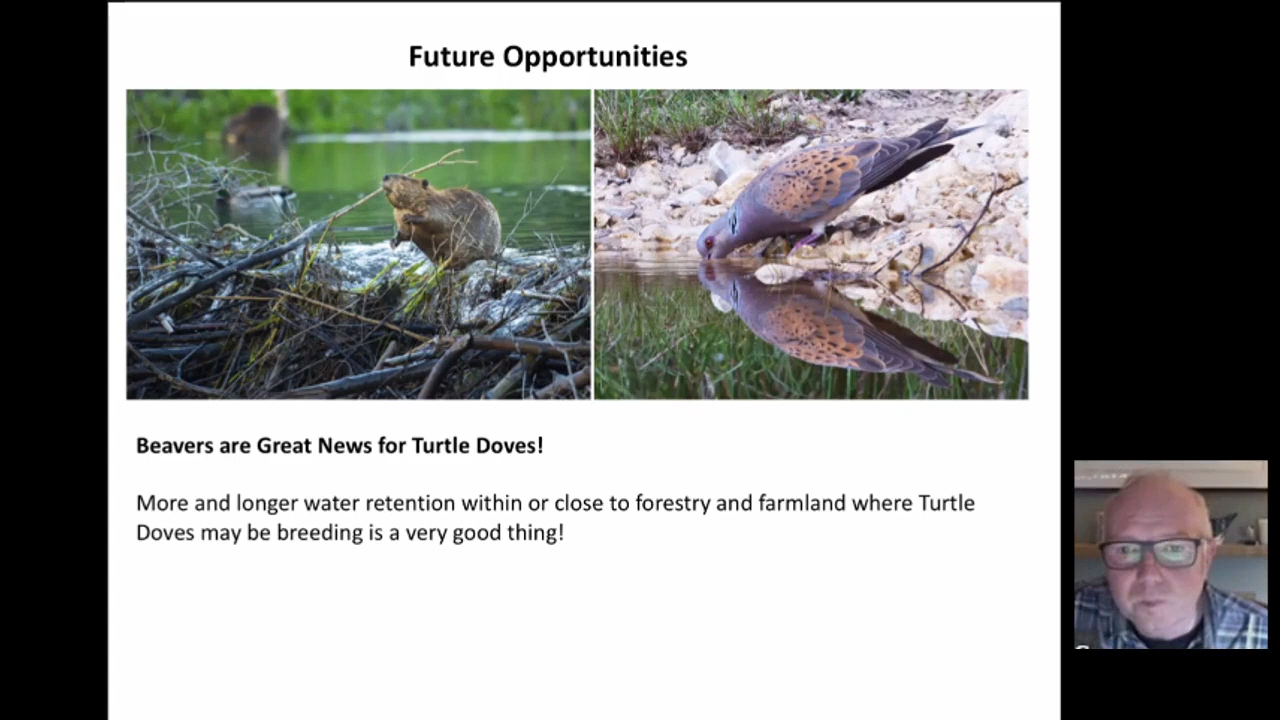 Future Opportunities
Beavers are Great News for Turtle Doves!
More and longer water retention within or close to forestry and farmland where Turtle
Doves may be breeding is a very good thing!